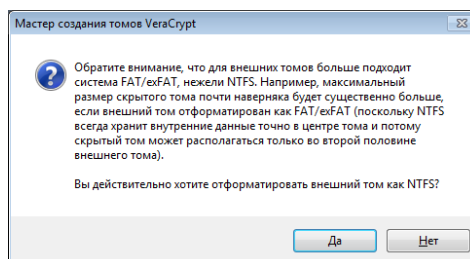 Мастер создания томов VeraCrypt
Обратите внимание, что для внешних томов больше подходит
система FAT/exFAT, нежели NTFS. Например, максимальный
размер скрытого тома почти наверняка будет существенно больше,
если внешний том отформатирован как FAT/exFAT (поскольку NTFS
всегда хранит внутренние данные точно в центре тома и потому
скрытый том может располагаться только во второй половине
внешнего тома).
Вы действительно хотите отформатировать внешний том как NTFS?
Да
Нет